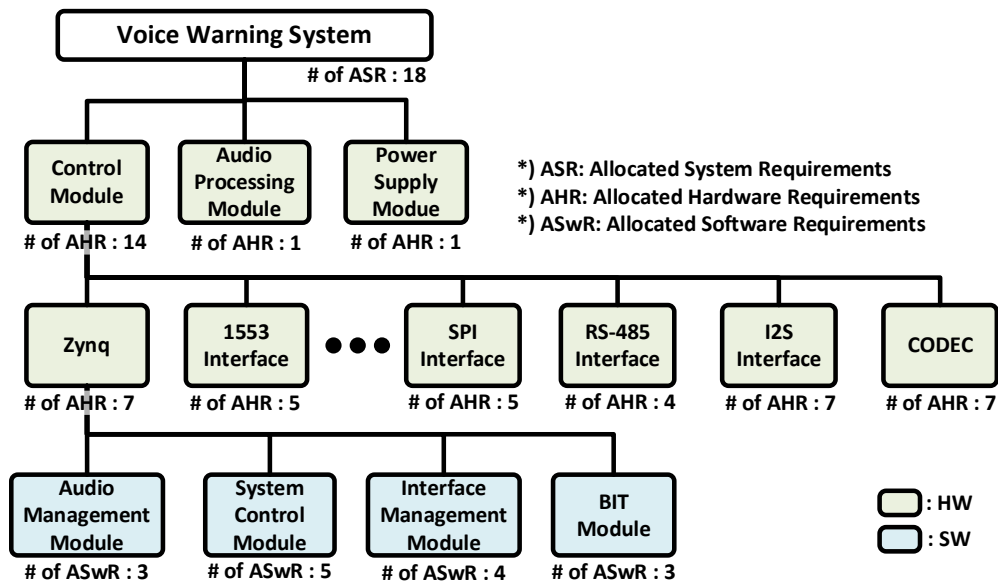 Voice Warning System
# of ASR : 18
Control
Module
Audio
Processing
Module
Power
Supply
Modue
*) ASR: Allocated System Requirements
*) AHR: Allocated Hardware Requirements
*) ASwR: Allocated Software Requirements
# of AHR : 14
# of AHR : 1
# of AHR : 1
Zynq
1553
Interface
SPI
Interface
RS-485
Interface
I2S
Interface
CODEC
# of AHR : 7
# of AHR : 5
# of AHR : 5
# of AHR : 4
# of AHR : 7
# of AHR : 7
Audio
Management
Module
System
Control
Module
Interface
Management
Module
BIT
Module
: HW
: SW
# of ASwR : 3
# of ASwR : 5
# of ASwR : 4
# of ASwR : 3